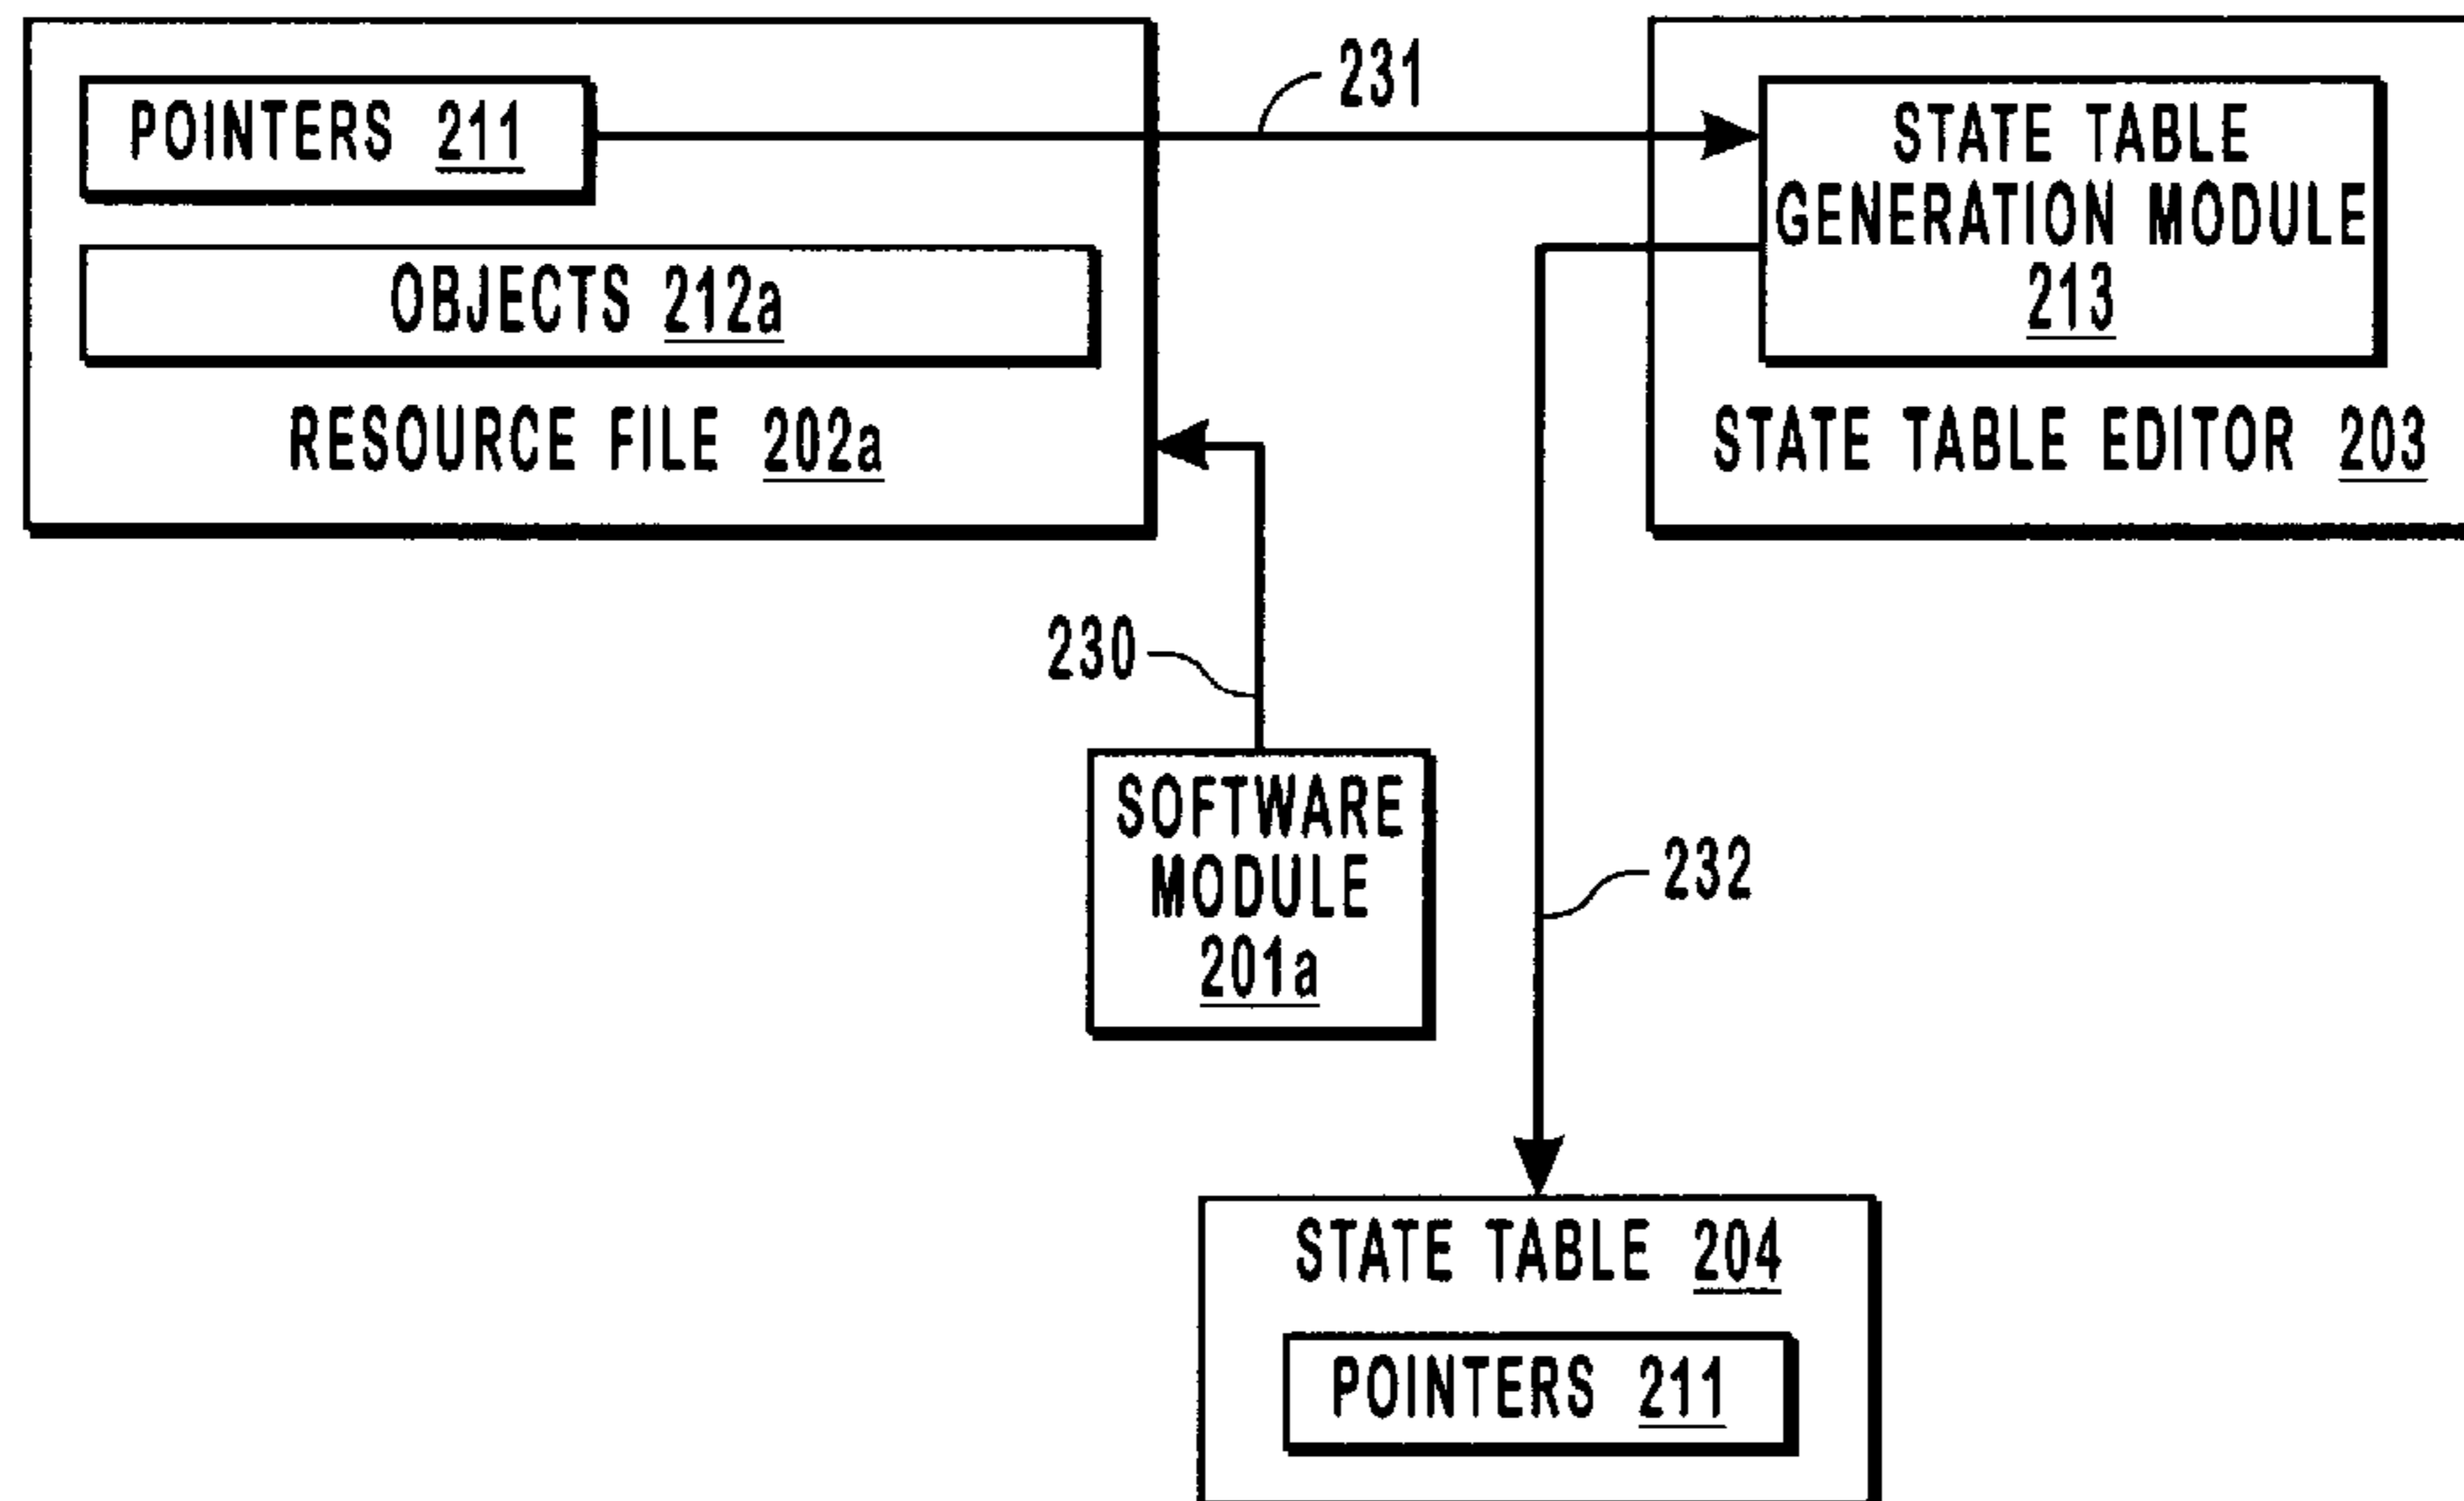 POINTERS 211
OBJECTS 212a
RESOURCE FILE 202a
231
STATE TABLE
GENERATION MODULE
213
STATE TABLE EDITOR 203
230
SOFTWARE
MODULE
201a
232
STATE TABLE 204
POINTERS 211